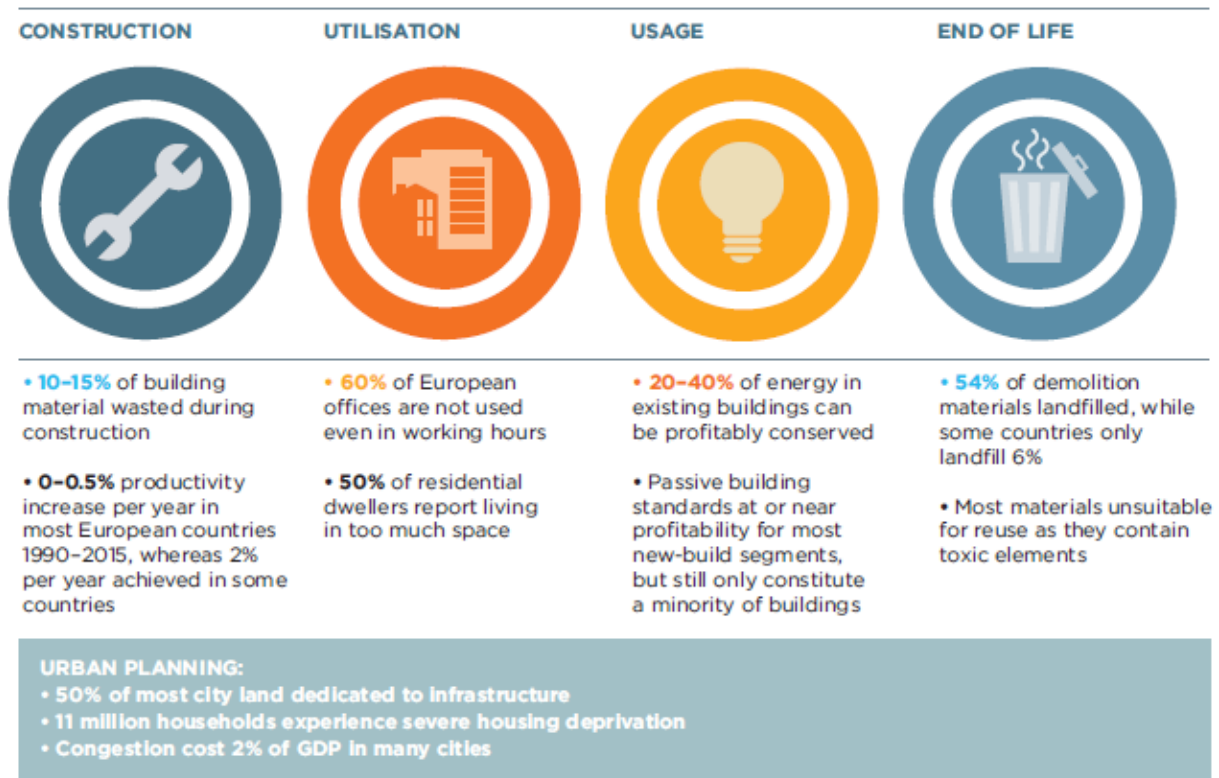 CONSTRUCTION
UTILISATION
USAGE
END OF LIFE
• 10–15% of building
material wasted during
construction
• 0–0.5% productivity
increase per year in
most European countries
1990–2015, whereas 2%
per year achieved in some
countries
• 60% of European
offices are not used
even in working hours
• 50% of residential
dwellers report living
in too much space
• 20–40% of energy in
existing buildings can
be profitably conserved
• Passive building
standards at or near
profitability for most
new-build segments,
but still only constitute
a minority of buildings
• 54% of demolition
materials landfilled, while
some countries only
landfill 6%
• Most materials unsuitable
for reuse as they contain
toxic elements
URBAN PLANNING:
• 50% of most city land dedicated to infrastructure
• 11 million households experience severe housing deprivation
• Congestion cost 2% of GDP in many cities